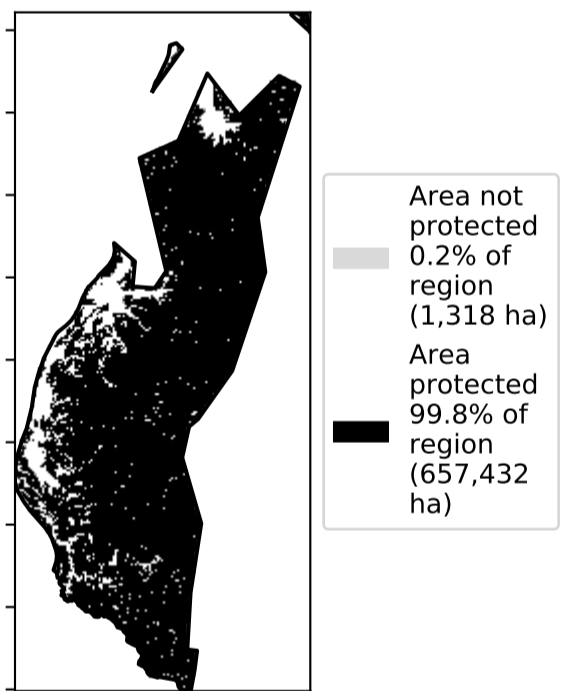 Area not
protected
0.2% of
region
(1,318 ha)
Area
protected
99.8% of
region
(657,432
ha)